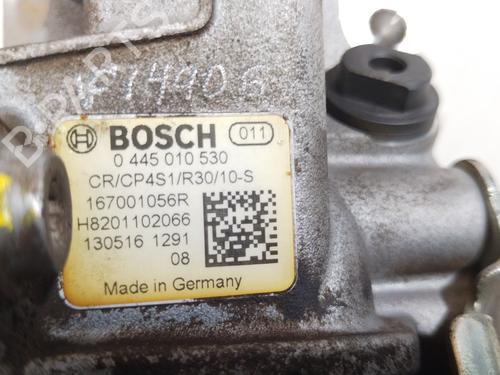 BOSCH 011
0 445 010 530
CR/CP4S1/R30/10-S
167001056R
H8201102066
130516 1291
08
Made in Germany